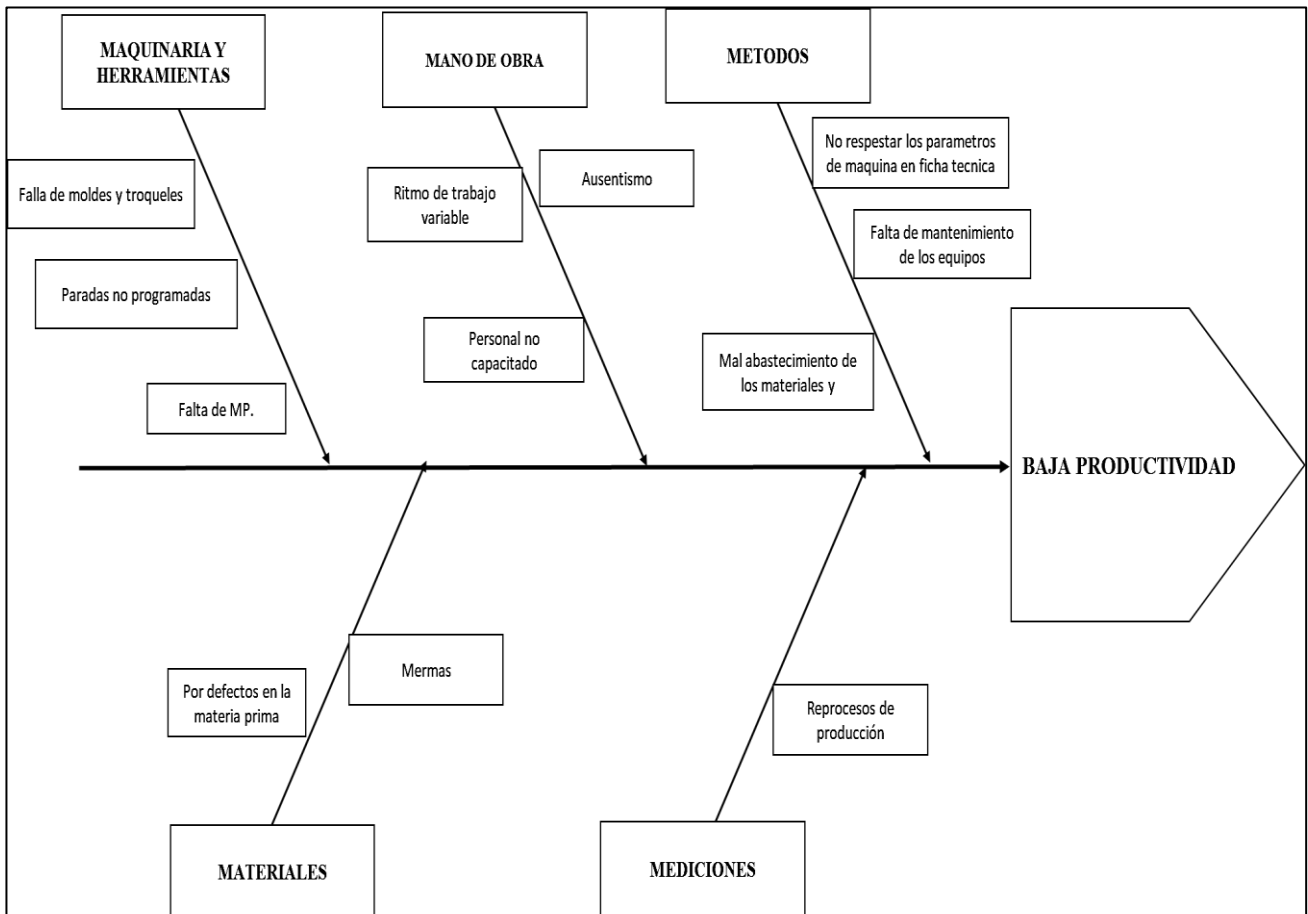 MAQUINARIA Y
HERRAMIENTAS
MANO DE OBRA
METODOS
Falla de moldes y troqueles
Paradas no programadas
Falta de MP.
Ritmo de trabajo
variable
Ausentismo
Personal no
capacitado
No respestar los parametros
de maquina en ficha tecnica
Falta de mantenimiento
de los equipos
Mal abastecimiento de
los materiales y
BAJA PRODUCTIVIDAD
Por defectos en la
materia prima
Mermas
Reprocesos de
producción
MATERIALES
MEDICIONES